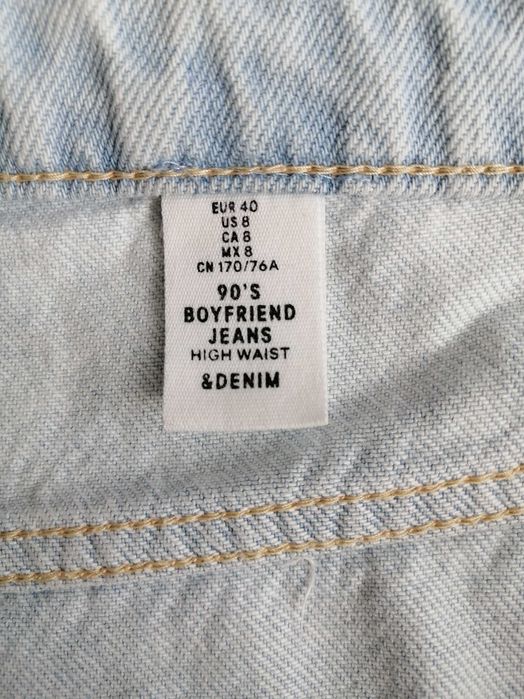 EUR 40
US 8
CA 8
MX 8
CN 170/76A
90'S
BOYFRIEND
JEANS
HIGH WAIST
&DENIM